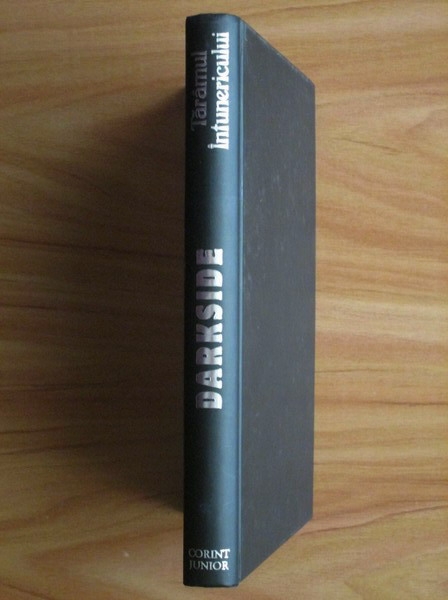 Tărâmul
Întunericului
DARKSIDE
CORINT
JUNIOR